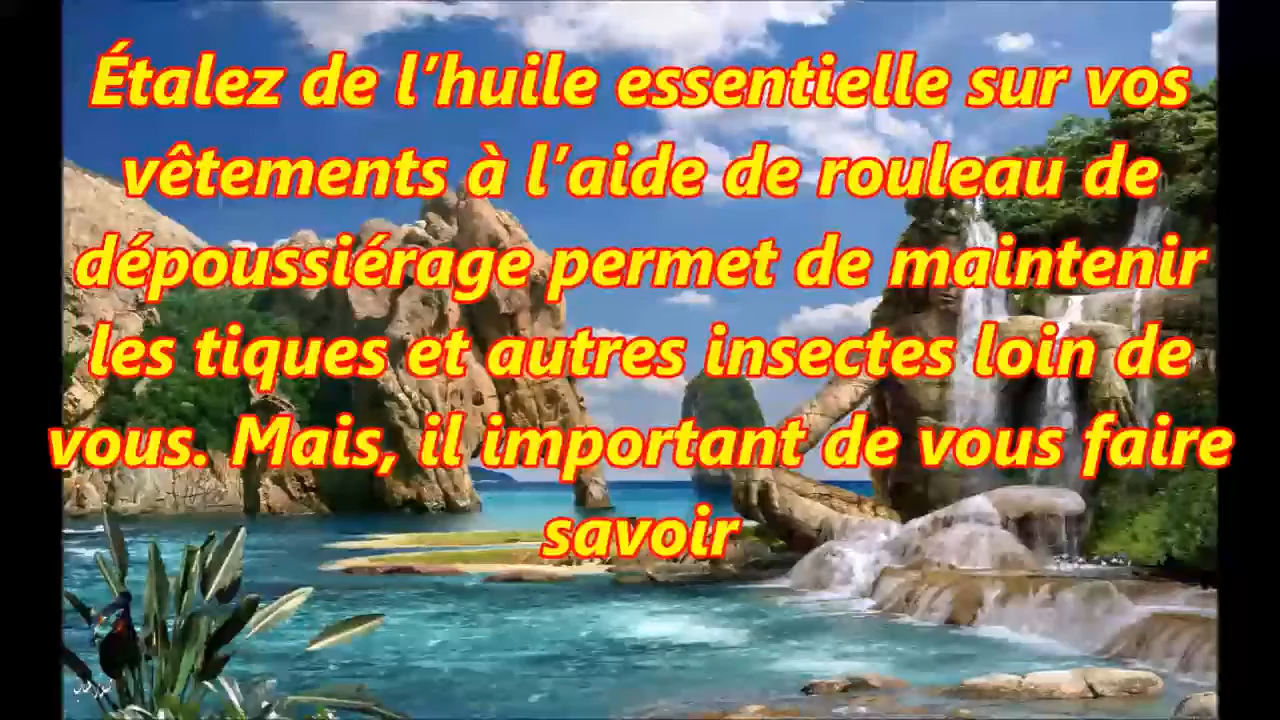 Étalez de l’huile essentielle sur vos
vêtements à l’aide de rouleau de
dépoussiérage permet de maintenir
les tiques et autres insectes loin de
vous. Mais, il important de vous faire
savoir